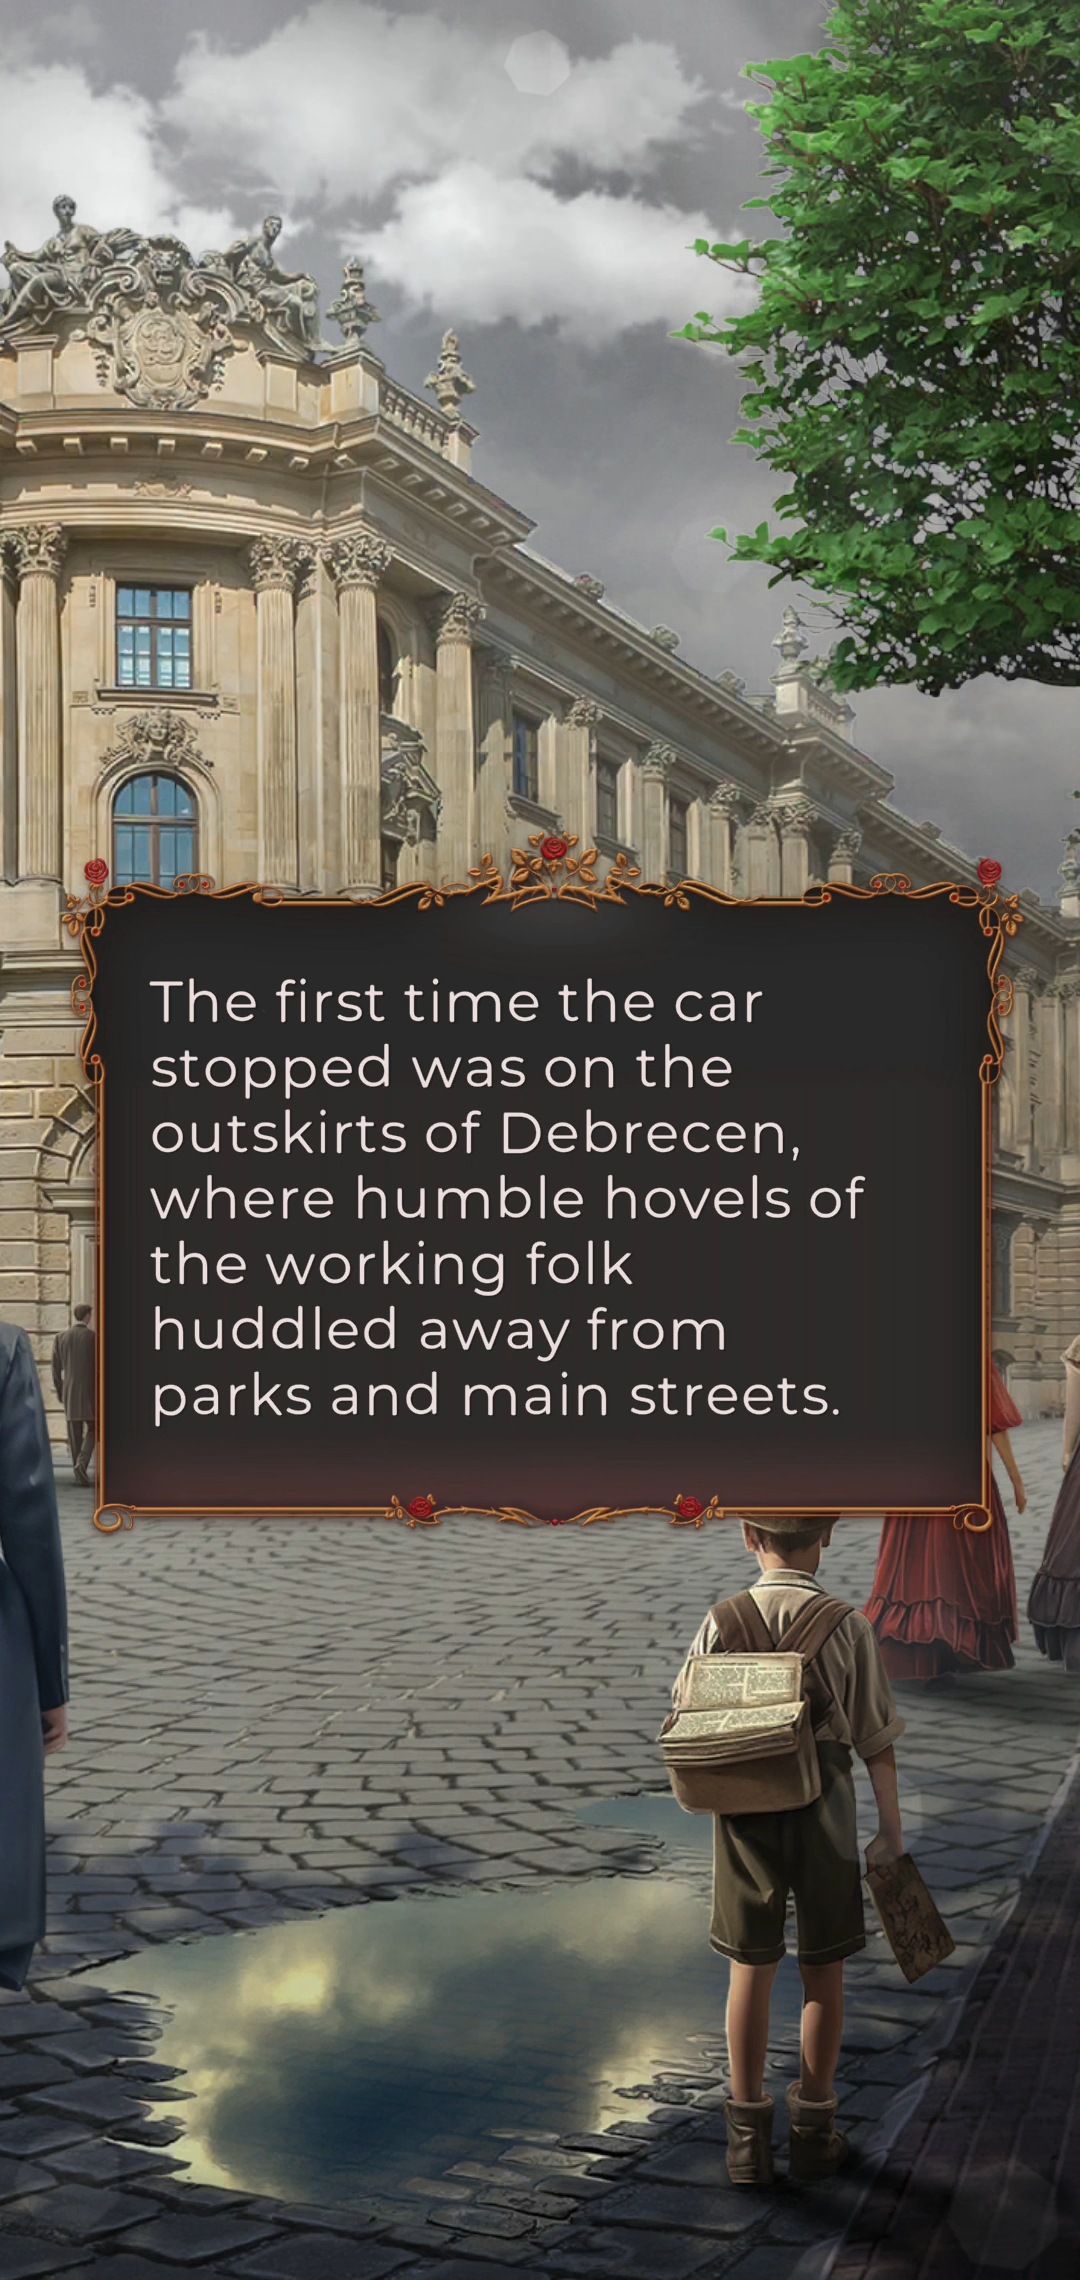 The first time the car
stopped was on the
outskirts of Debrecen,
where humble hovels of
the working folk
huddled away from
parks and main streets.